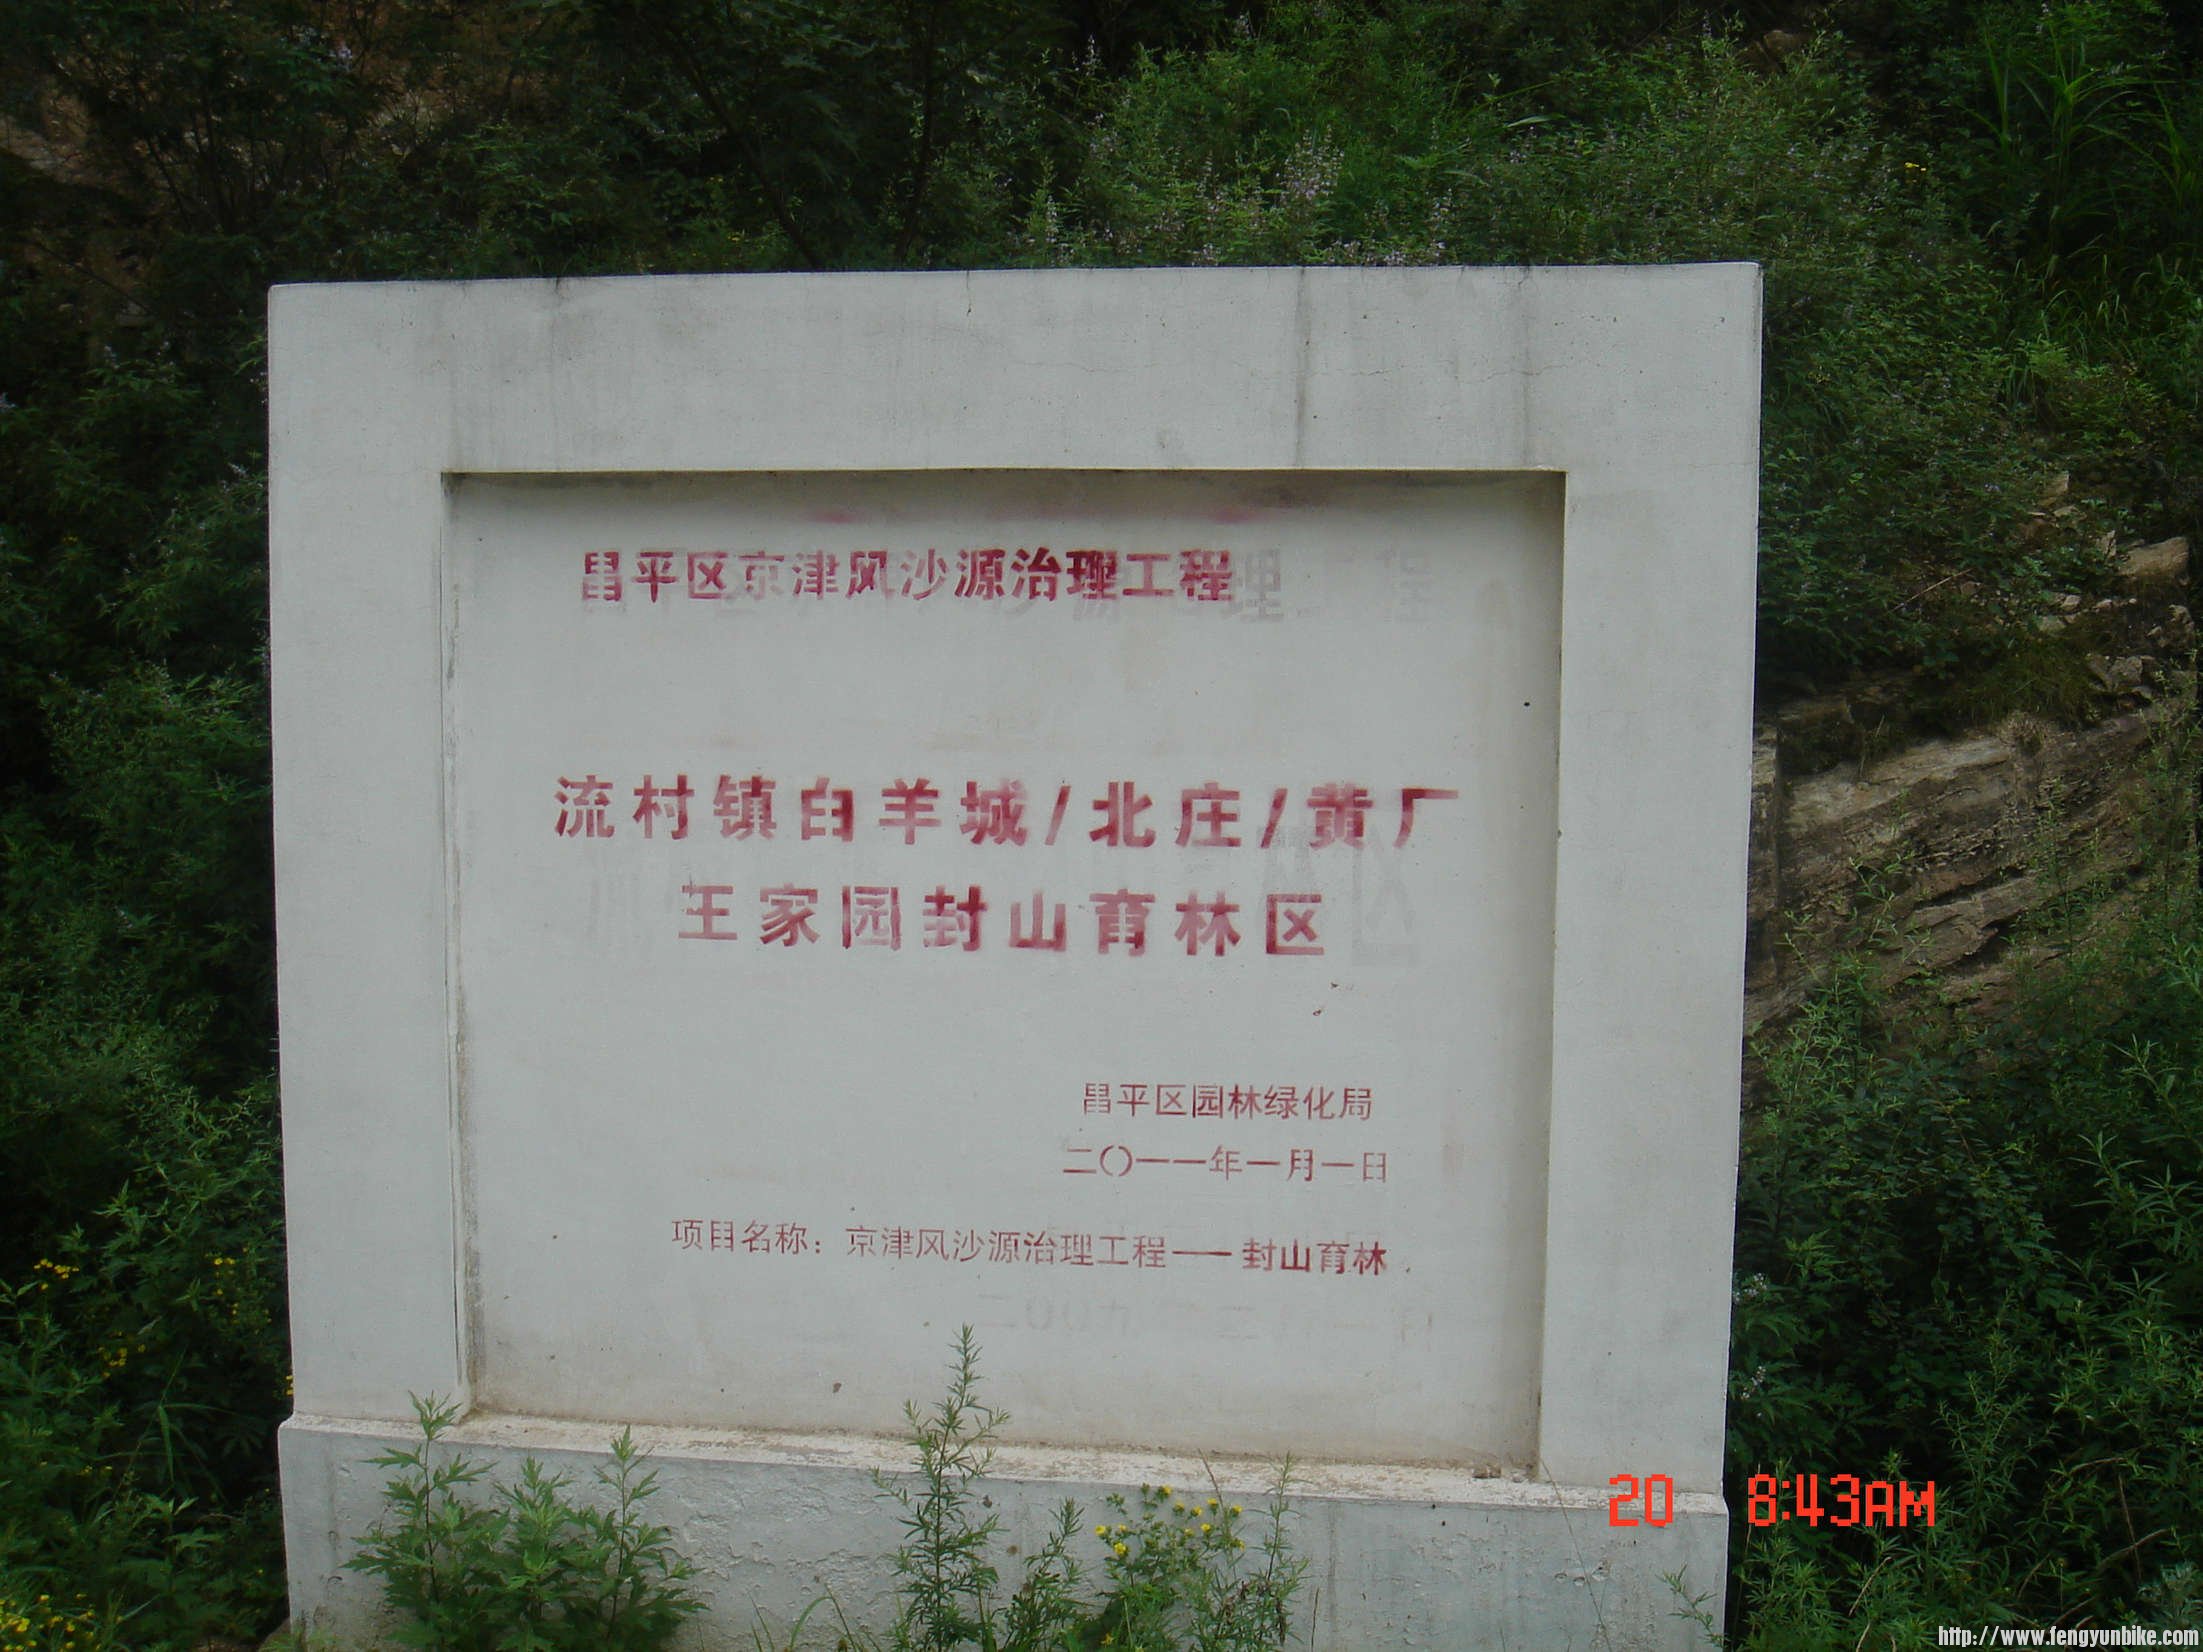 昌平区京津风沙源治理工程
流村镇白羊城/北庄/黄厂
王家园封山育林区
昌平区园林绿化局
二〇一一年一月一日
项目名称：京津风沙源治理工程——封山育林
20 8:43AM
http://www.fengyunbike.com